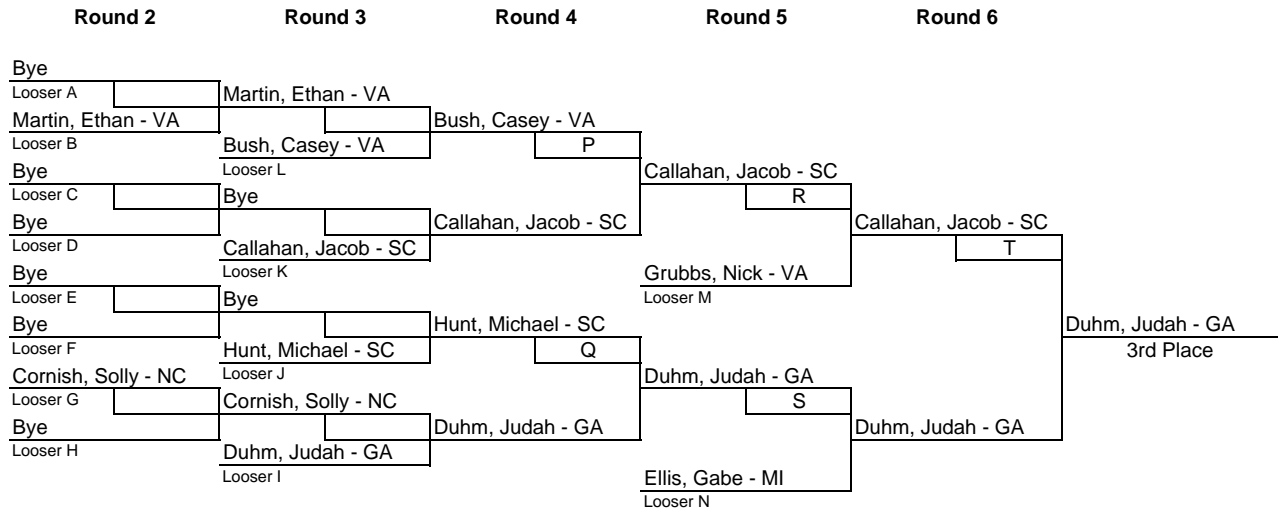 Round 2 Round 3 Round 4 Round 5 Round 6
Bye
Looser A
Martin, Ethan - VA
Martin, Ethan - VA
Looser B
Bush, Casey - VA
Bush, Casey - VA
P
Looser L
Bye
Callahan, Jacob - SC
Looser C
Bye
R
Bye
Callahan, Jacob - SC
Callahan, Jacob - SC
Looser D
Callahan, Jacob - SC
T
Looser K
Bye
Grubbs, Nick - VA
Looser E
Bye
Looser M
Bye
Hunt, Michael - SC
Duhm, Judah - GA
Looser F
Hunt, Michael - SC
Q
3rd Place
Looser J
Cornish, Solly - NC
Duhm, Judah - GA
Looser G
Cornish, Solly - NC
S
Bye
Duhm, Judah - GA
Duhm, Judah - GA
Looser H
Duhm, Judah - GA
Looser I
Ellis, Gabe - MI
Looser N